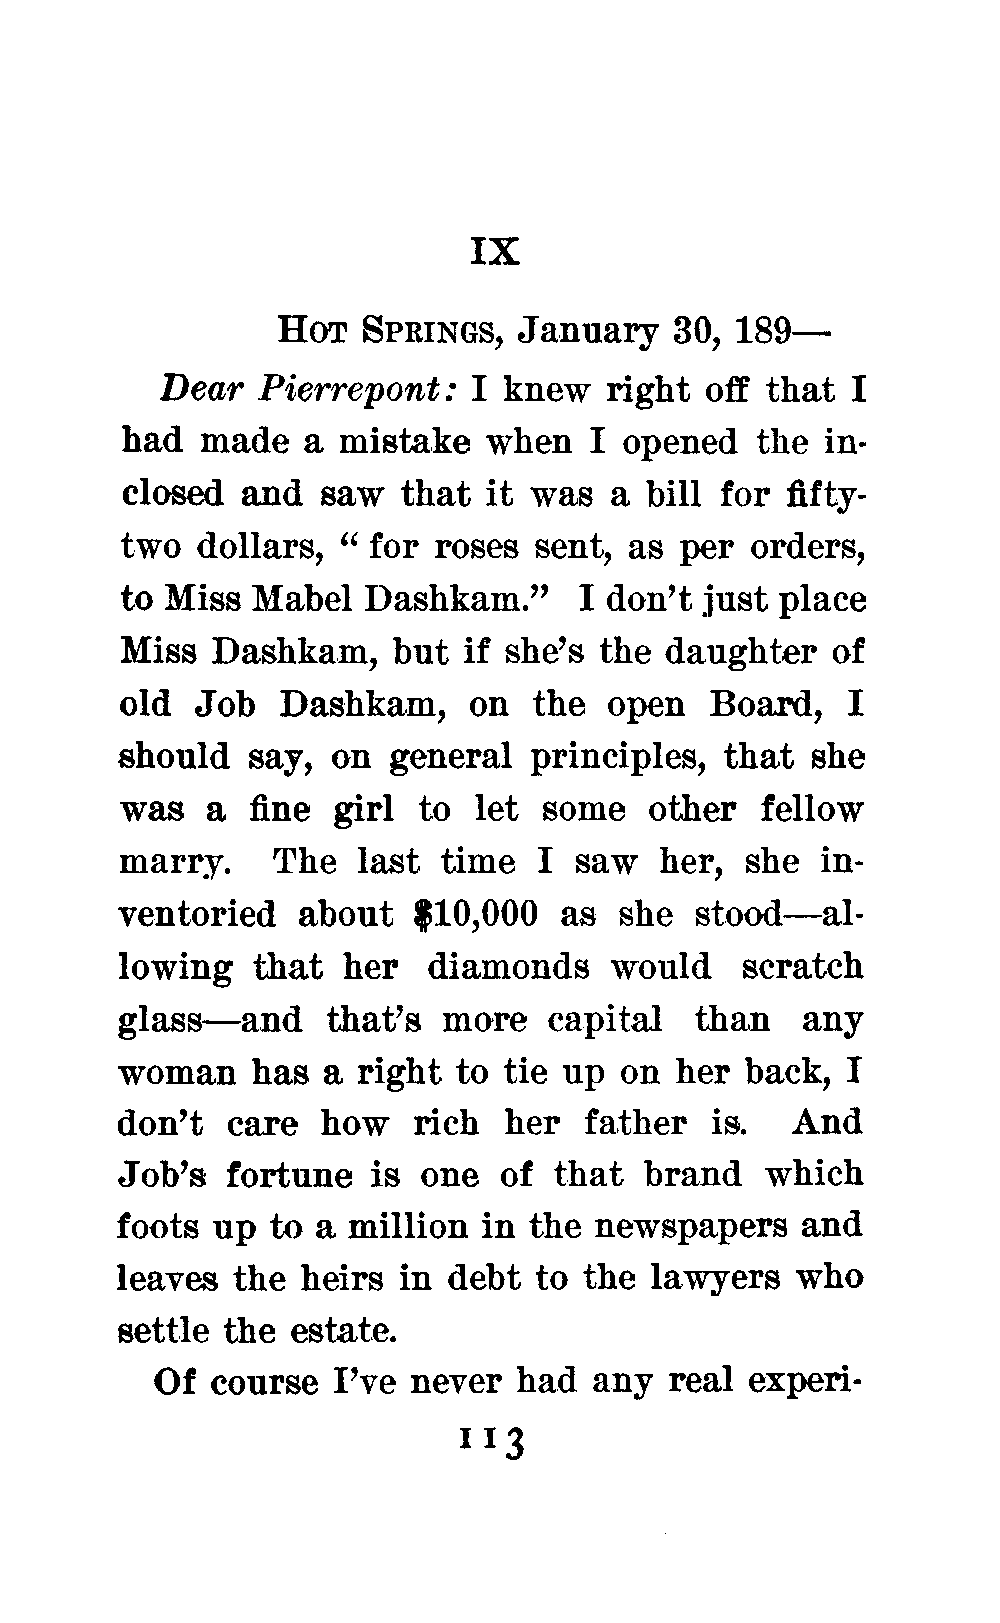 IX
HOT SPRINGS, January 30, 189—
Dear Pierrepont: I knew right off that I
had made a mistake when I opened the in-
closed and saw that it was a bill for fifty-
two dollars, “ for roses sent, as per orders,
to Miss Mabel Dashkam.” I don’t just place
Miss Dashkam, but if she’s the daughter of
old Job Dashkam, on the open Board, I
should say, on general principles, that she
was a fine girl to let some other fellow
marry. The last time I saw her, she in-
ventoried about $10,000 as she stood—al-
lowing that her diamonds would scratch
glass—and that’s more capital than any
woman has a right to tie up on her back, I
don’t care how rich her father is. And
Job’s fortune is one of that brand which
foots up to a million in the newspapers and
leaves the heirs in debt to the lawyers who
settle the estate.
Of course I’ve never had any real experi-
113